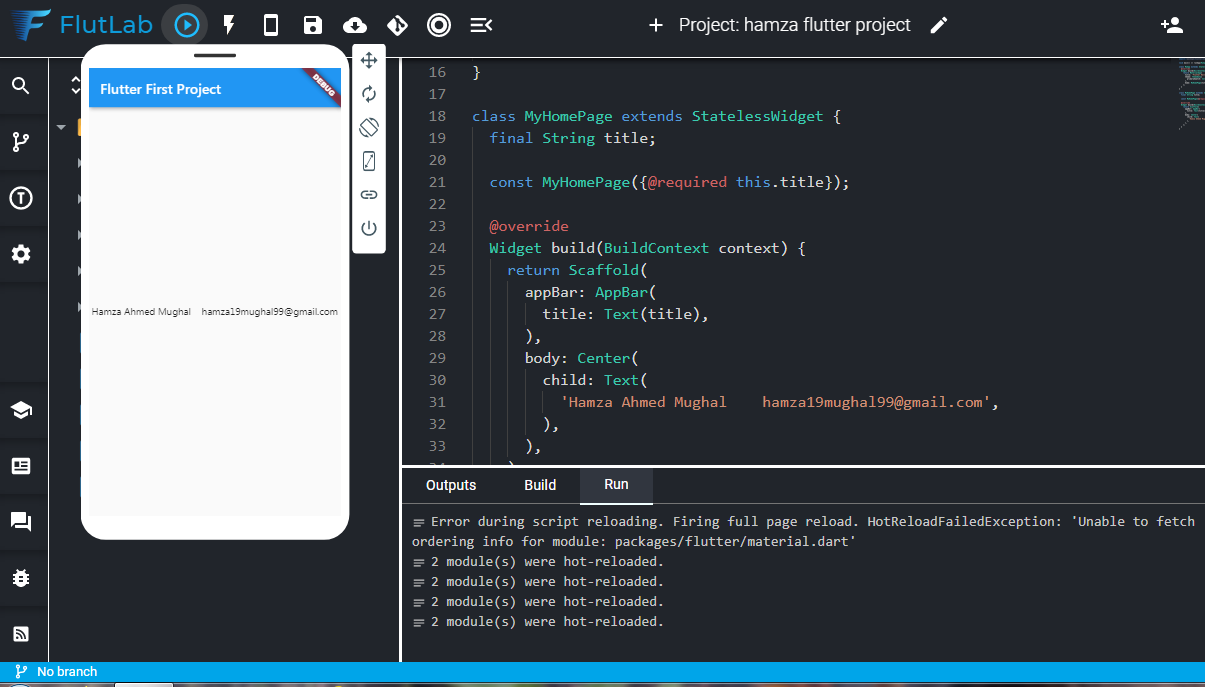 FlutLab
Project: hamza flutter project
Flutter First Project
DEBUG
Hamza Ahmed Mughal    hamza19mughal99@gmail.com
16 }
17
18 class MyHomePage extends StatelessWidget {
19   final String title;
20
21   const MyHomePage({@required this.title});
22
23   @override
24   Widget build(BuildContext context) {
25     return Scaffold(
26       appBar: AppBar(
27         title: Text(title),
28       ),
29       body: Center(
30         child: Text(
31           'Hamza Ahmed Mughal    hamza19mughal99@gmail.com',
32         ),
33       ),
Outputs Build Run
Error during script reloading. Firing full page reload. HotReloadFailedException: 'Unable to fetch
ordering info for module: packages/flutter/material.dart'
2 module(s) were hot-reloaded.
2 module(s) were hot-reloaded.
2 module(s) were hot-reloaded.
2 module(s) were hot-reloaded.
No branch